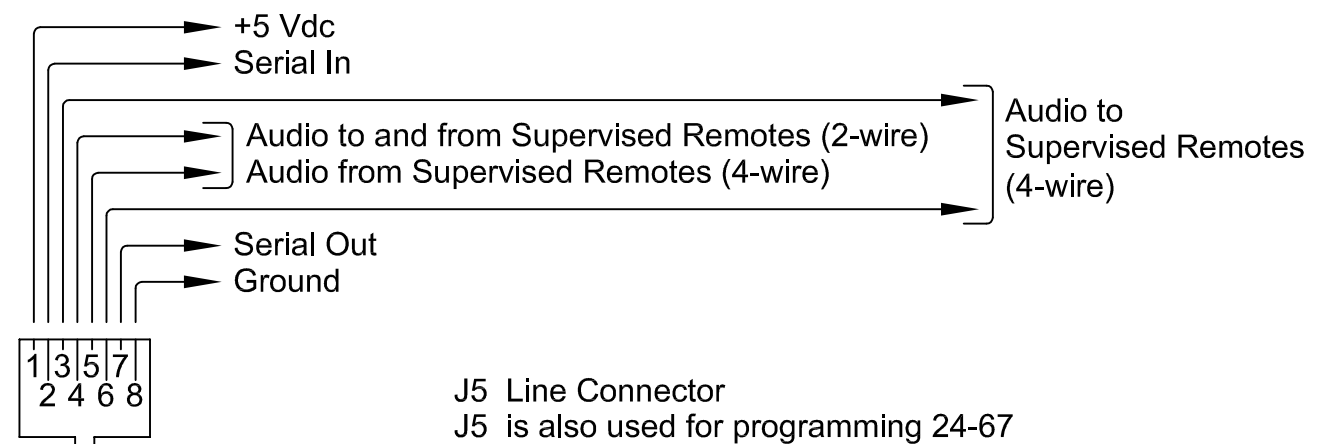 +5 Vdc
Serial In
Audio to
Supervised Remotes
(4-wire)
Audio to and from Supervised Remotes (2-wire)
Audio from Supervised Remotes (4-wire)
Serial Out
Ground
1 3 5 7
2 4 6 8
J5 Line Connector
J5 is also used for programming 24-67